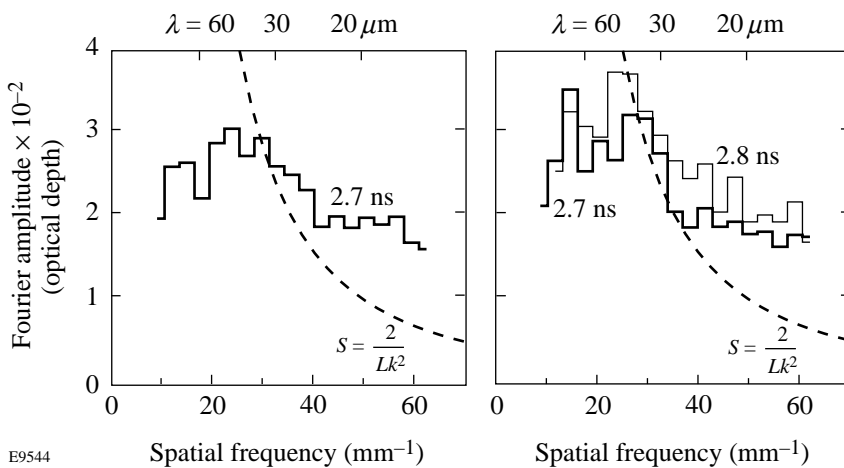 λ = 60 30 20 μm
λ = 60 30 20 μm
4
3
2
1
0
Fourier amplitude × 10⁻²
(optical depth)
2.7 ns
S = 2/Lk²
2.8 ns
2.7 ns
S = 2/Lk²
0 20 40 60
0 20 40 60
Spatial frequency (mm⁻¹)
Spatial frequency (mm⁻¹)
E9544